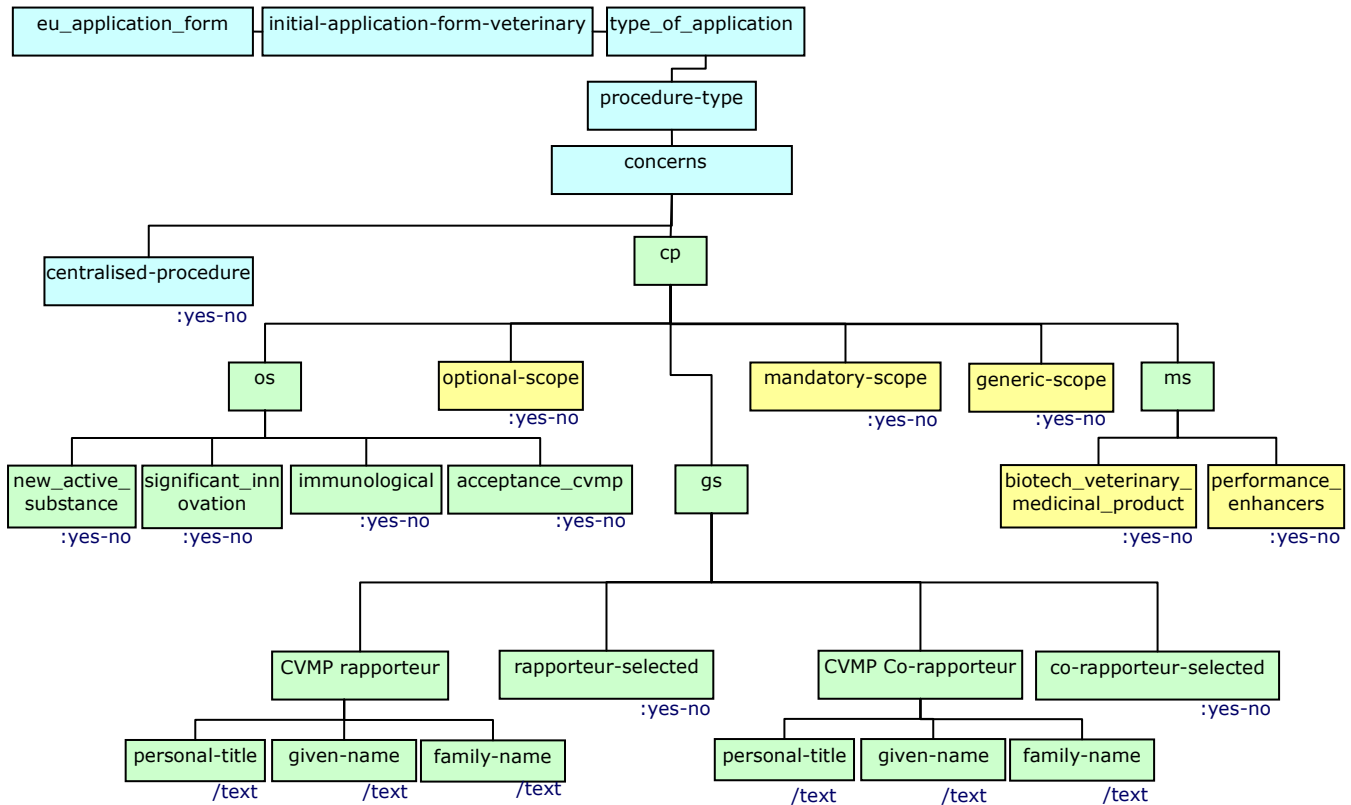 eu_application_form
initial-application-form-veterinary
type_of_application
procedure-type
concerns
cp
centralised-procedure
:yes-no
os
optional-scope
:yes-no
mandatory-scope
:yes-no
generic-scope
:yes-no
ms
new_active_
substance
:yes-no
significant_inn
ovation
:yes-no
immunological
:yes-no
acceptance_cvmp
:yes-no
gs
biotech_veterinary_
medicinal_product
:yes-no
performance_
enhancers
:yes-no
CVMP rapporteur
rapporteur-selected
:yes-no
CVMP Co-rapporteur
co-rapporteur-selected
:yes-no
personal-title
/text
given-name
/text
family-name
/text
personal-title
/text
given-name
/text
family-name
/text